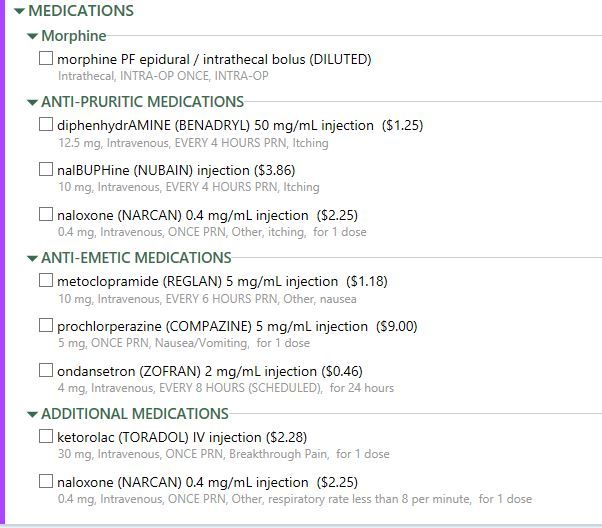 MEDICATIONS
Morphine
morphine PF epidural / intrathecal bolus (DILUTED)
Intrathecal, INTRA-OP ONCE, INTRA-OP
ANTI-PRURITIC MEDICATIONS
diphenhydrAMINE (BENADRYL) 50 mg/mL injection ($1.25)
12.5 mg, Intravenous, EVERY 4 HOURS PRN, Itching
nalBUPHine (NUBAIN) injection ($3.86)
10 mg, Intravenous, EVERY 4 HOURS PRN, Itching
naloxone (NARCAN) 0.4 mg/mL injection ($2.25)
0.4 mg, Intravenous, ONCE PRN, Other, itching, for 1 dose
ANTI-EMETIC MEDICATIONS
metoclopramide (REGLAN) 5 mg/mL injection ($1.18)
10 mg, Intravenous, EVERY 6 HOURS PRN, Other, nausea
prochlorperazine (COMPAZINE) 5 mg/mL injection ($9.00)
5 mg, ONCE PRN, Nausea/Vomiting, for 1 dose
ondansetron (ZOFRAN) 2 mg/mL injection ($0.46)
4 mg, Intravenous, EVERY 8 HOURS (SCHEDULED), for 24 hours
ADDITIONAL MEDICATIONS
ketorolac (TORADOL) IV injection ($2.28)
30 mg, Intravenous, ONCE PRN, Breakthrough Pain, for 1 dose
naloxone (NARCAN) 0.4 mg/mL injection ($2.25)
0.4 mg, Intravenous, ONCE PRN, Other, respiratory rate less than 8 per minute, for 1 dose